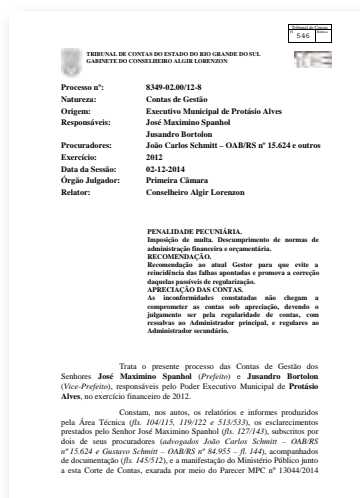 Tribunal de Contas
Fl. Rubrica
546
TRIBUNAL DE CONTAS DO ESTADO DO RIO GRANDE DO SUL
GABINETE DO CONSELHEIRO ALGIR LORENZON
Processo nº: 8349-02.00/12-8
Natureza: Contas de Gestão
Origem: Executivo Municipal de Protásio Alves
Responsáveis: José Maximino Spanhol
Jusandro Bortolon
Procuradores: João Carlos Schmitt – OAB/RS nº 15.624 e outros
Exercício: 2012
Data da Sessão: 02-12-2014
Órgão Julgador: Primeira Câmara
Relator: Conselheiro Algir Lorenzon
PENALIDADE PECUNIÁRIA.
Imposição de multa. Descumprimento de normas de
administração financeira e orçamentária.
RECOMENDAÇÃO.
Recomendação ao atual Gestor para que evite a
reincidência das falhas apontadas e promova a correção
daquelas passíveis de regularização.
APRECIAÇÃO DAS CONTAS.
As inconformidades constatadas não chegam a
comprometer as contas sob apreciação, devendo o
julgamento ser pela regularidade de contas, com
ressalvas ao Administrador principal, e regulares ao
Administrador secundário.
Trata o presente processo das Contas de Gestão dos
Senhores José Maximino Spanhol (Prefeito) e Jusandro Bortolon
(Vice-Prefeito), responsáveis pelo Poder Executivo Municipal de Protásio
Alves, no exercício financeiro de 2012.
Constam, nos autos, os relatórios e informes produzidos
pela Área Técnica (fls. 104/115, 119/122 e 513/533), os esclarecimentos
prestados pelo Senhor José Maximino Spanhol (fls. 127/143), subscritos por
dois de seus procuradores (advogados João Carlos Schmitt – OAB/RS
nº 15.624 e Gustavo Schmitt – nº 84.955 – fl. 144), acompanhados
de documentação (fls. 145/512), e a manifestação do Ministério Público junto
a esta Corte de Contas, exarada por meio do Parecer MPC nº 13044/2014